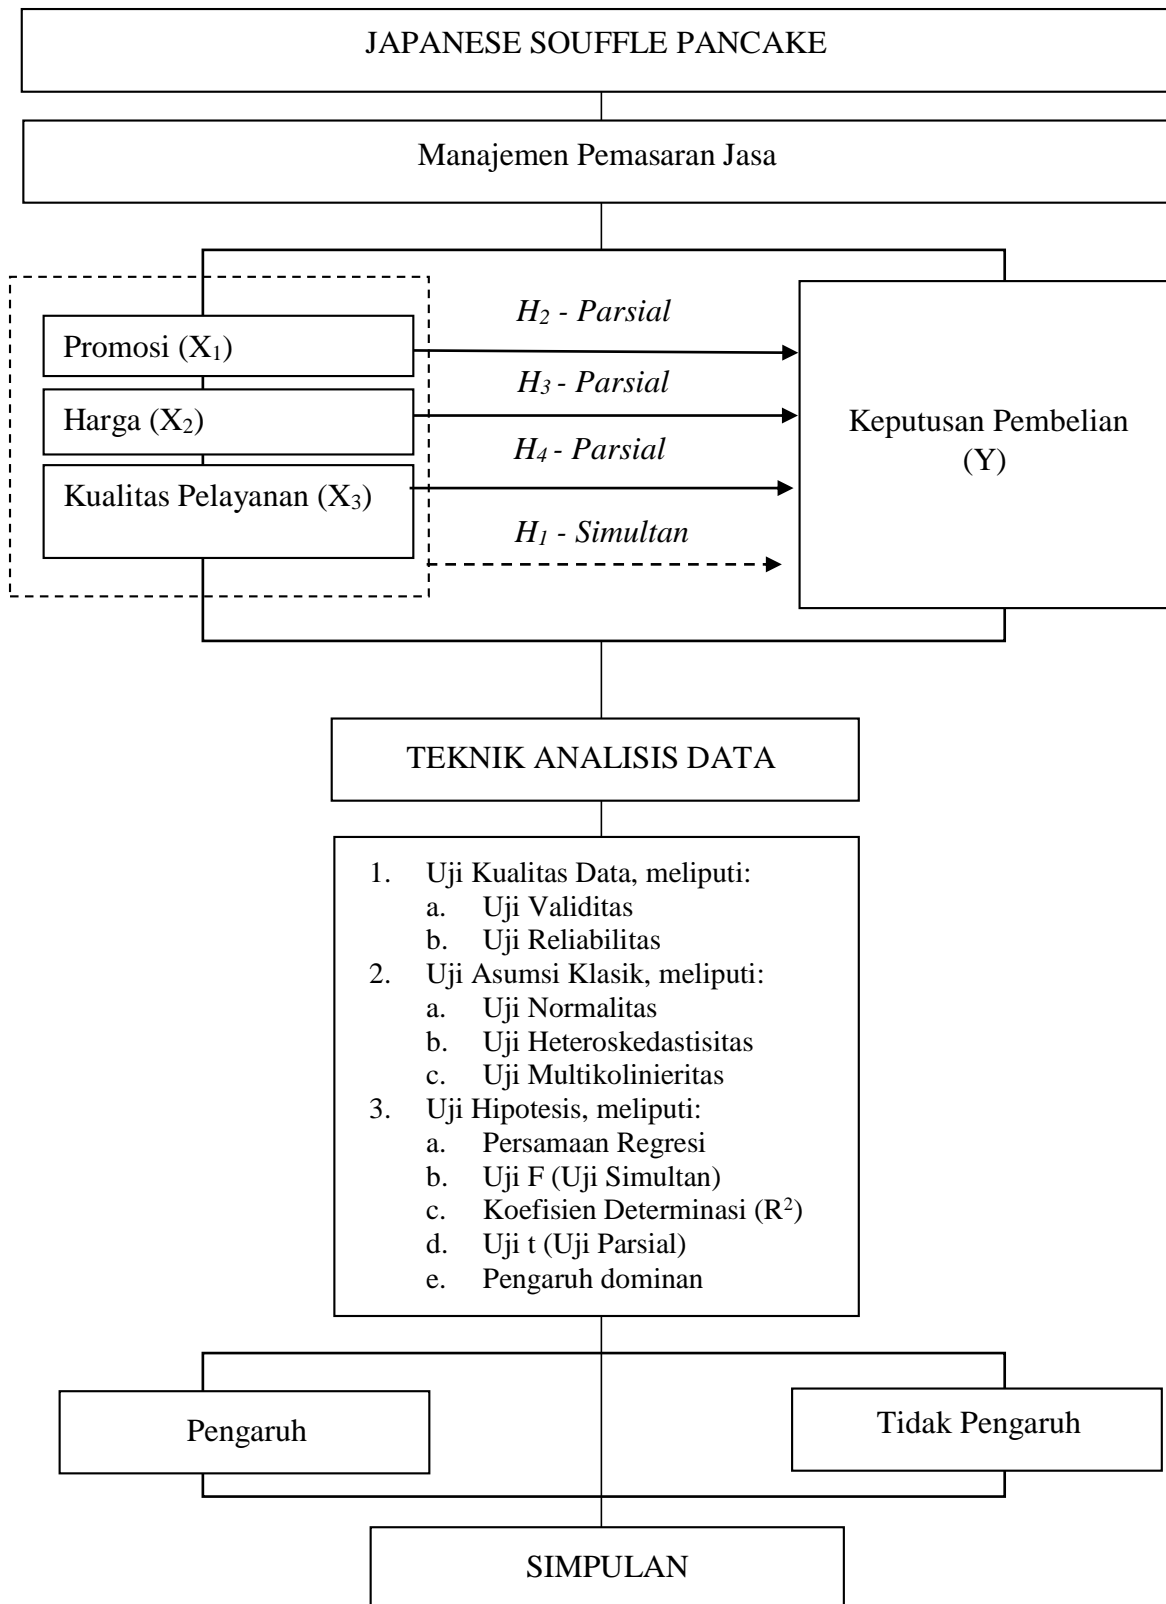 JAPANESE SOUFFLE PANCAKE
Manajemen Pemasaran Jasa
H₂ - Parsial
Promosi (X₁)
H₃ - Parsial
Harga (X₂)
H₄ - Parsial
Kualitas Pelayanan (X₃)
H₁ - Simultan
Keputusan Pembelian
(Y)
TEKNIK ANALISIS DATA
1. Uji Kualitas Data, meliputi:
a. Uji Validitas
b. Uji Reliabilitas
2. Uji Asumsi Klasik, meliputi:
a. Uji Normalitas
b. Uji Heteroskedastisitas
c. Uji Multikolinieritas
3. Uji Hipotesis, meliputi:
a. Persamaan Regresi
b. Uji F (Uji Simultan)
c. Koefisien Determinasi (R²)
d. Uji t (Uji Parsial)
e. Pengaruh dominan
Pengaruh
Tidak Pengaruh
SIMPULAN